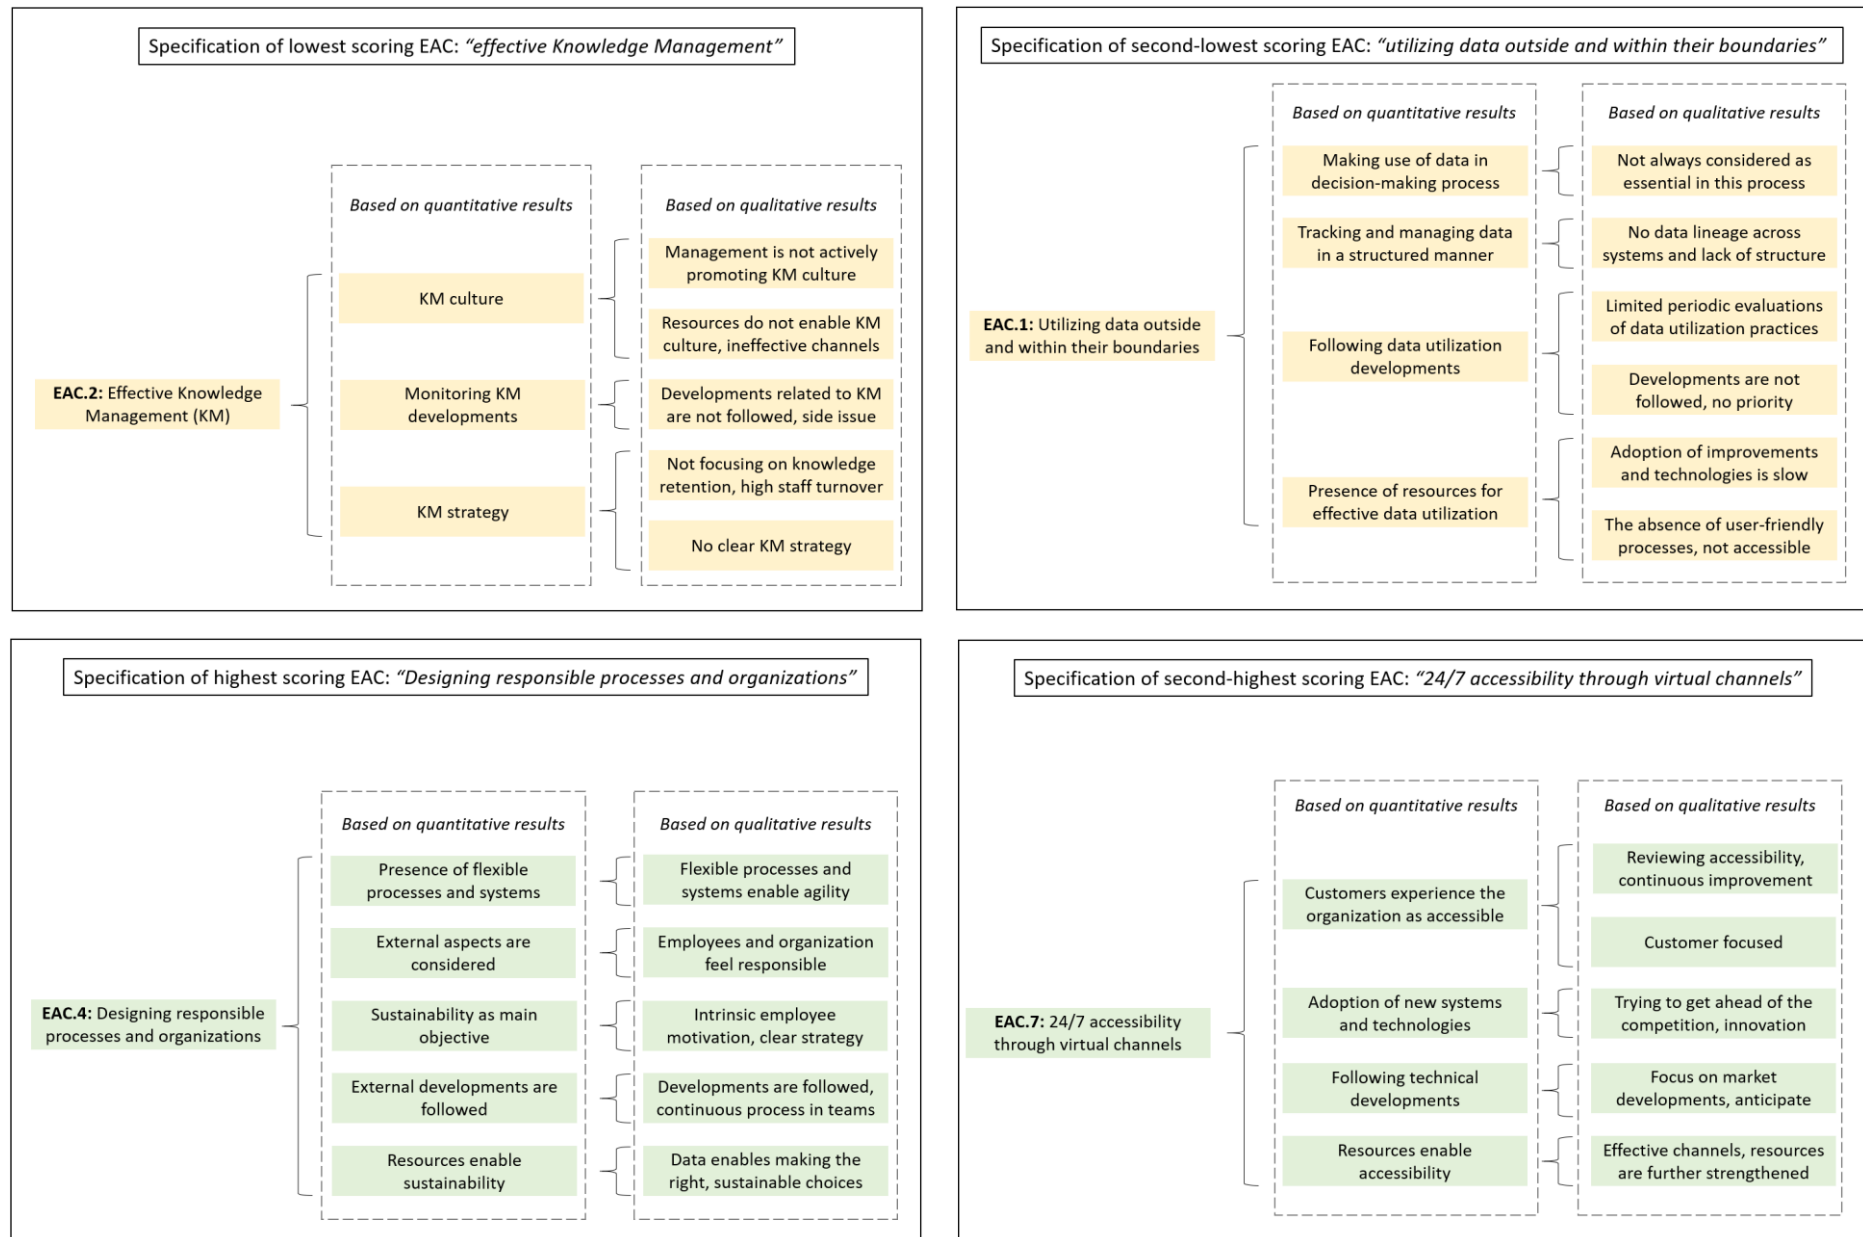 Specification of lowest scoring EAC: “effective Knowledge Management”
Based on quantitative results
Based on qualitative results
EAC.2: Effective Knowledge
Management (KM)
KM culture
Management is not actively
promoting KM culture
Resources do not enable KM
culture, ineffective channels
Monitoring KM
developments
Developments related to KM
are not followed, side issue
KM strategy
Not focusing on knowledge
retention, high staff turnover
No clear KM strategy
Specification of second-lowest scoring EAC: “utilizing data outside and within their boundaries”
Based on quantitative results
Based on qualitative results
EAC.1: Utilizing data outside
and within their boundaries
Making use of data in
decision-making process
Not always considered as
essential in this process
Tracking and managing data
in a structured manner
No data lineage across
systems and lack of structure
Following data utilization
developments
Limited periodic evaluations
of data utilization practices
Developments are not
followed, no priority
Presence of resources for
effective data utilization
Adoption of improvements
and technologies is slow
The absence of user-friendly
processes, not accessible
Specification of highest scoring EAC: “Designing responsible processes and organizations”
Based on quantitative results
Based on qualitative results
EAC.4: Designing responsible
processes and organizations
Presence of flexible
processes and systems
Flexible processes and
systems enable agility
External aspects are
considered
Employees and organization
feel responsible
Sustainability as main
objective
Intrinsic employee
motivation, clear strategy
External developments are
followed
Developments are followed,
continuous process in teams
Resources enable
sustainability
Data enables making the
right, sustainable choices
Specification of second-highest scoring EAC: “24/7 accessibility through virtual channels”
Based on quantitative results
Based on qualitative results
EAC.7: 24/7 accessibility
through virtual channels
Customers experience the
organization as accessible
Reviewing accessibility,
continuous improvement
Customer focused
Adoption of new systems
and technologies
Trying to get ahead of the
competition, innovation
Following technical
developments
Focus on market
developments, anticipate
Resources enable
accessibility
Effective channels, resources
are further strengthened